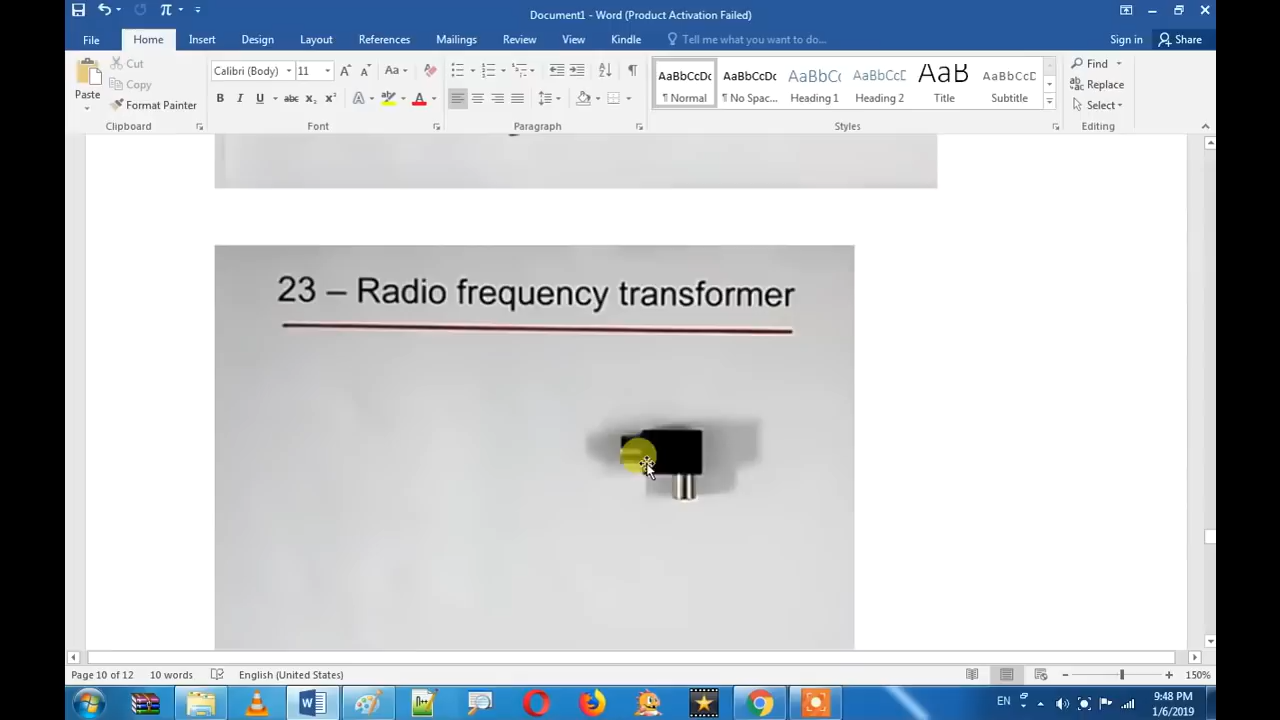 Document1 - Word (Product Activation Failed)
File
Home
Insert
Design
Layout
References
Mailings
Review
View
Kindle
Tell me what you want to do...
Sign in
Share
Paste
Cut
Copy
Format Painter
Clipboard
Calibri (Body)
11
Font
Paragraph
AaBbCcDc
¶ Normal
AaBbCcDc
¶ No Spac...
AaBbC(
Heading 1
AaBbCcD
Heading 2
AaB
Title
AaBbCcD
Subtitle
Styles
Find
Replace
Select
Editing
23 – Radio frequency transformer
Page 10 of 12
10 words
English (United States)
150%
EN
9:48 PM
1/6/2019